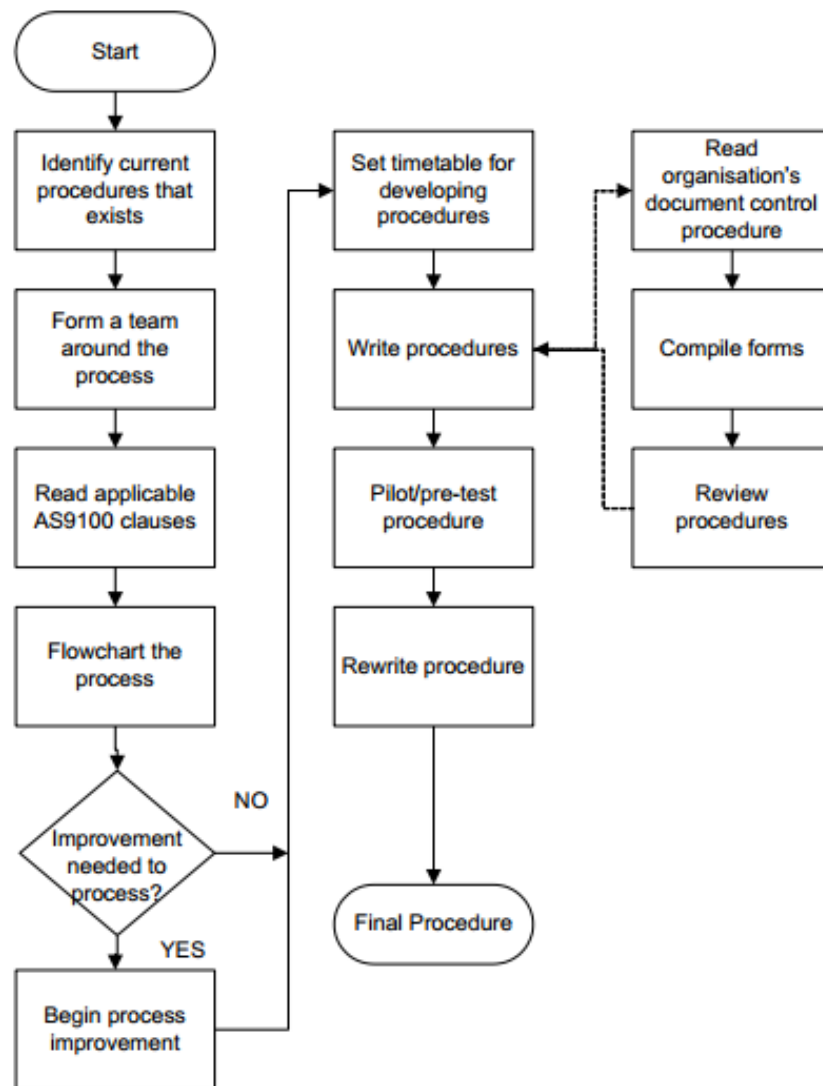 Start
Identify current
procedures that
exists
Form a team
around the
process
Read applicable
AS9100 clauses
Flowchart the
process
Improvement
needed to
process?
NO
YES
Begin process
improvement
Set timetable for
developing
procedures
Write procedures
Pilot/pre-test
procedure
Rewrite procedure
Final Procedure
Read
organisation's
document control
procedure
Compile forms
Review
procedures